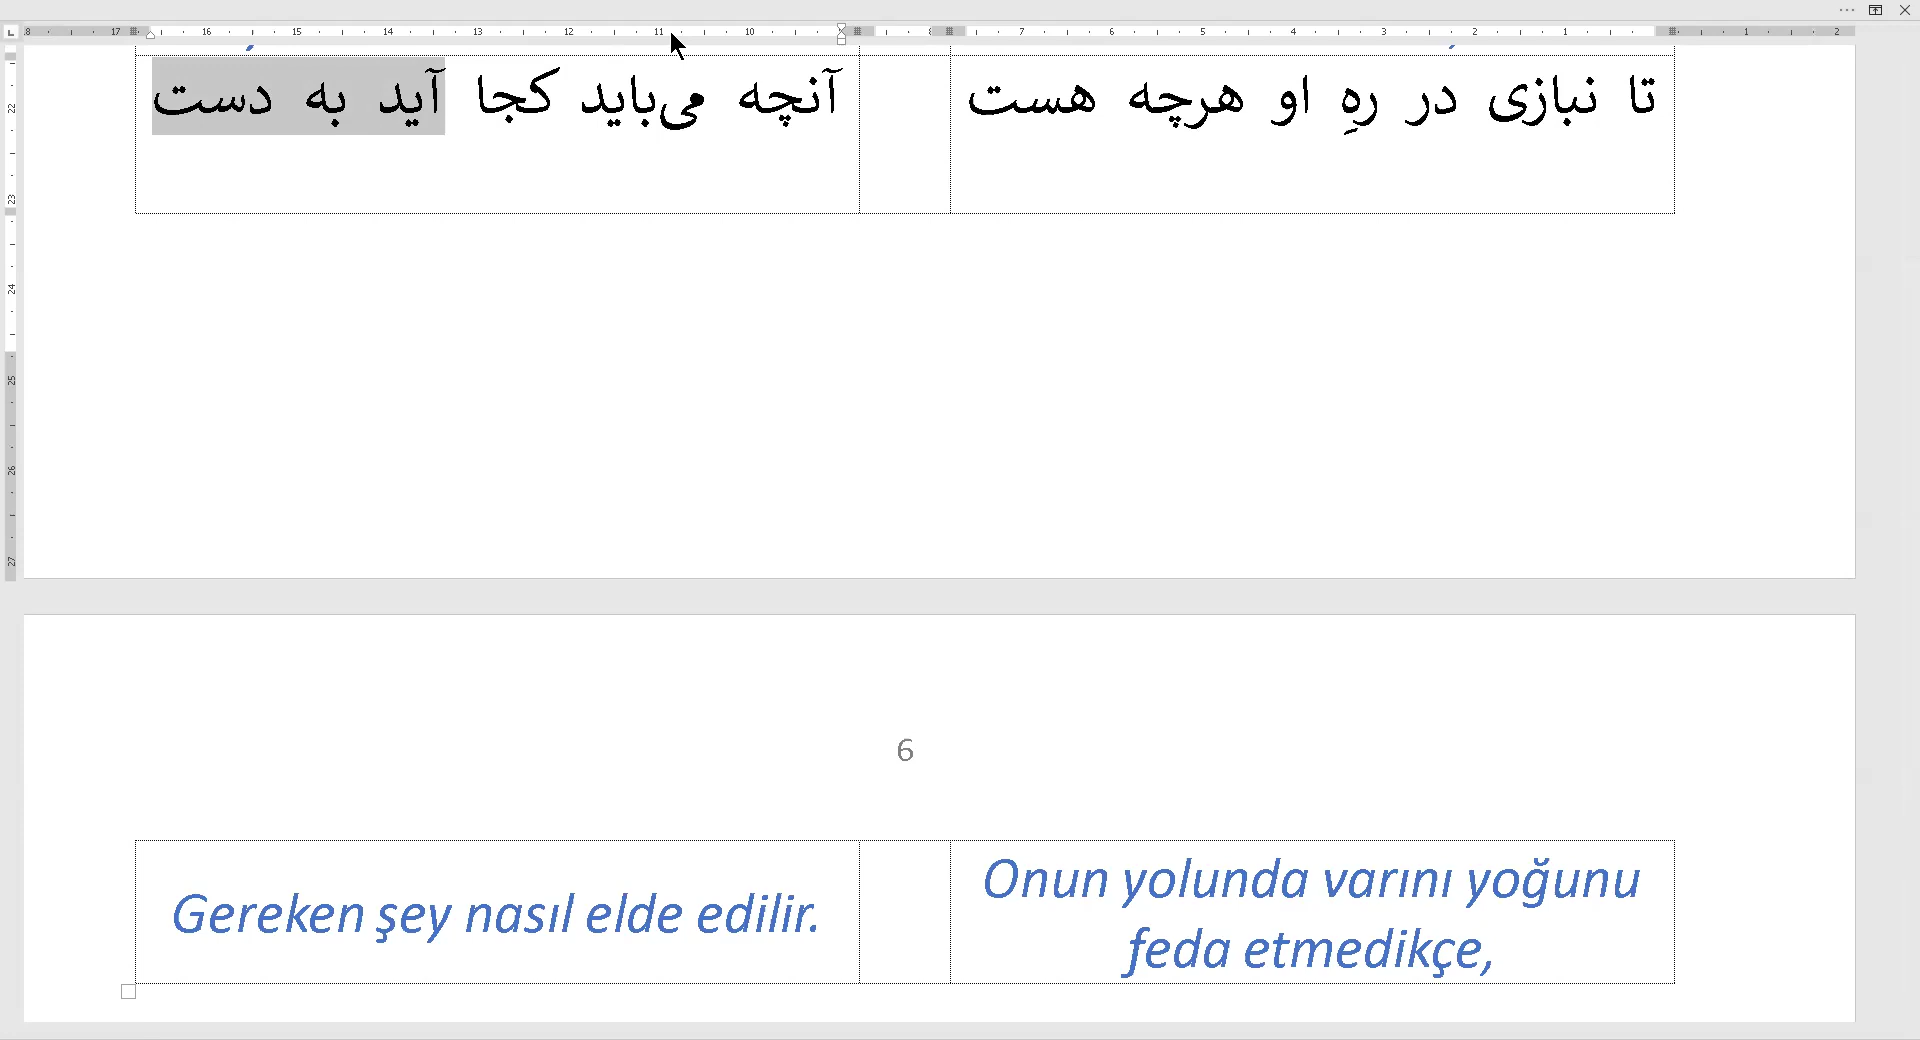 تا نبازی در رهِ او هرچه هست
آنچه می‌باید کجا آید به دست
6
Onun yolunda varını yoğunu
feda etmedikçe,
Gereken şey nasıl elde edilir.